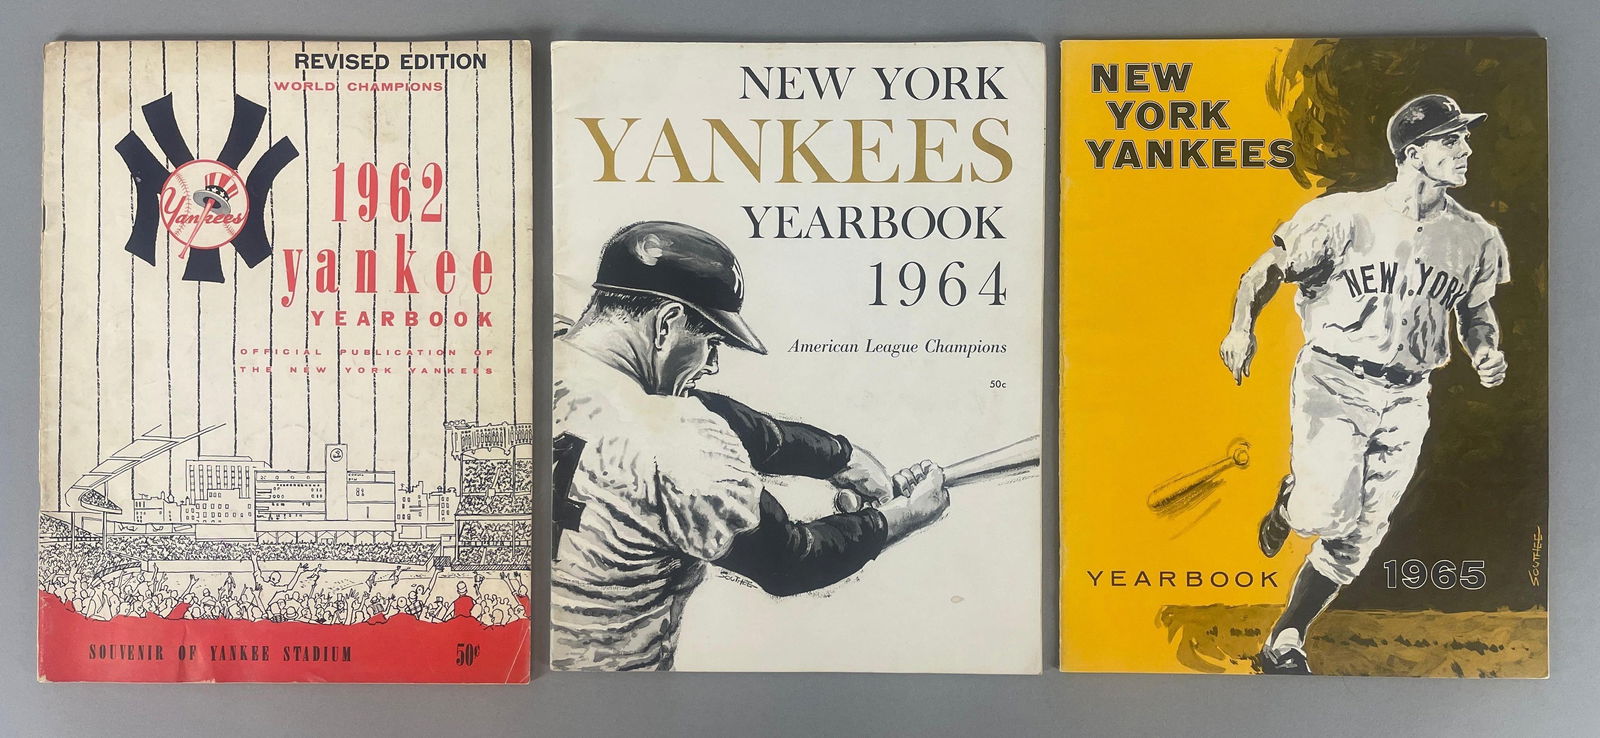 REVISED EDITION
WORLD CHAMPIONS
Yankees
1962
yankee
YEARBOOK
OFFICIAL PUBLICATION OF
THE NEW YORK YANKEES
SOUVENIR OF YANKEE STADIUM
50¢
NEW YORK
YANKEES
YEARBOOK
1964
American League Champions
50c
SOUTHEE
NEW
YORK
YANKEES
NEW YORK
YEARBOOK
1965
SOUTHEE